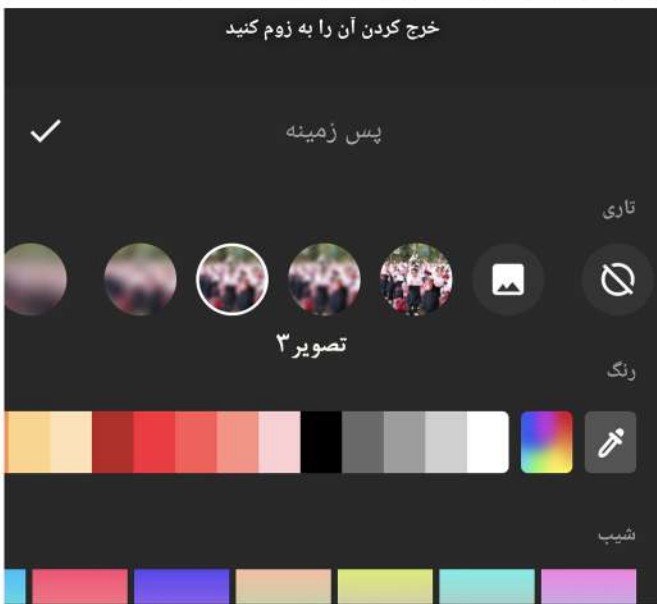 خرج کردن آن را به زوم کنید
پس زمینه
تاری
تصویر۳
رنگ
شیب